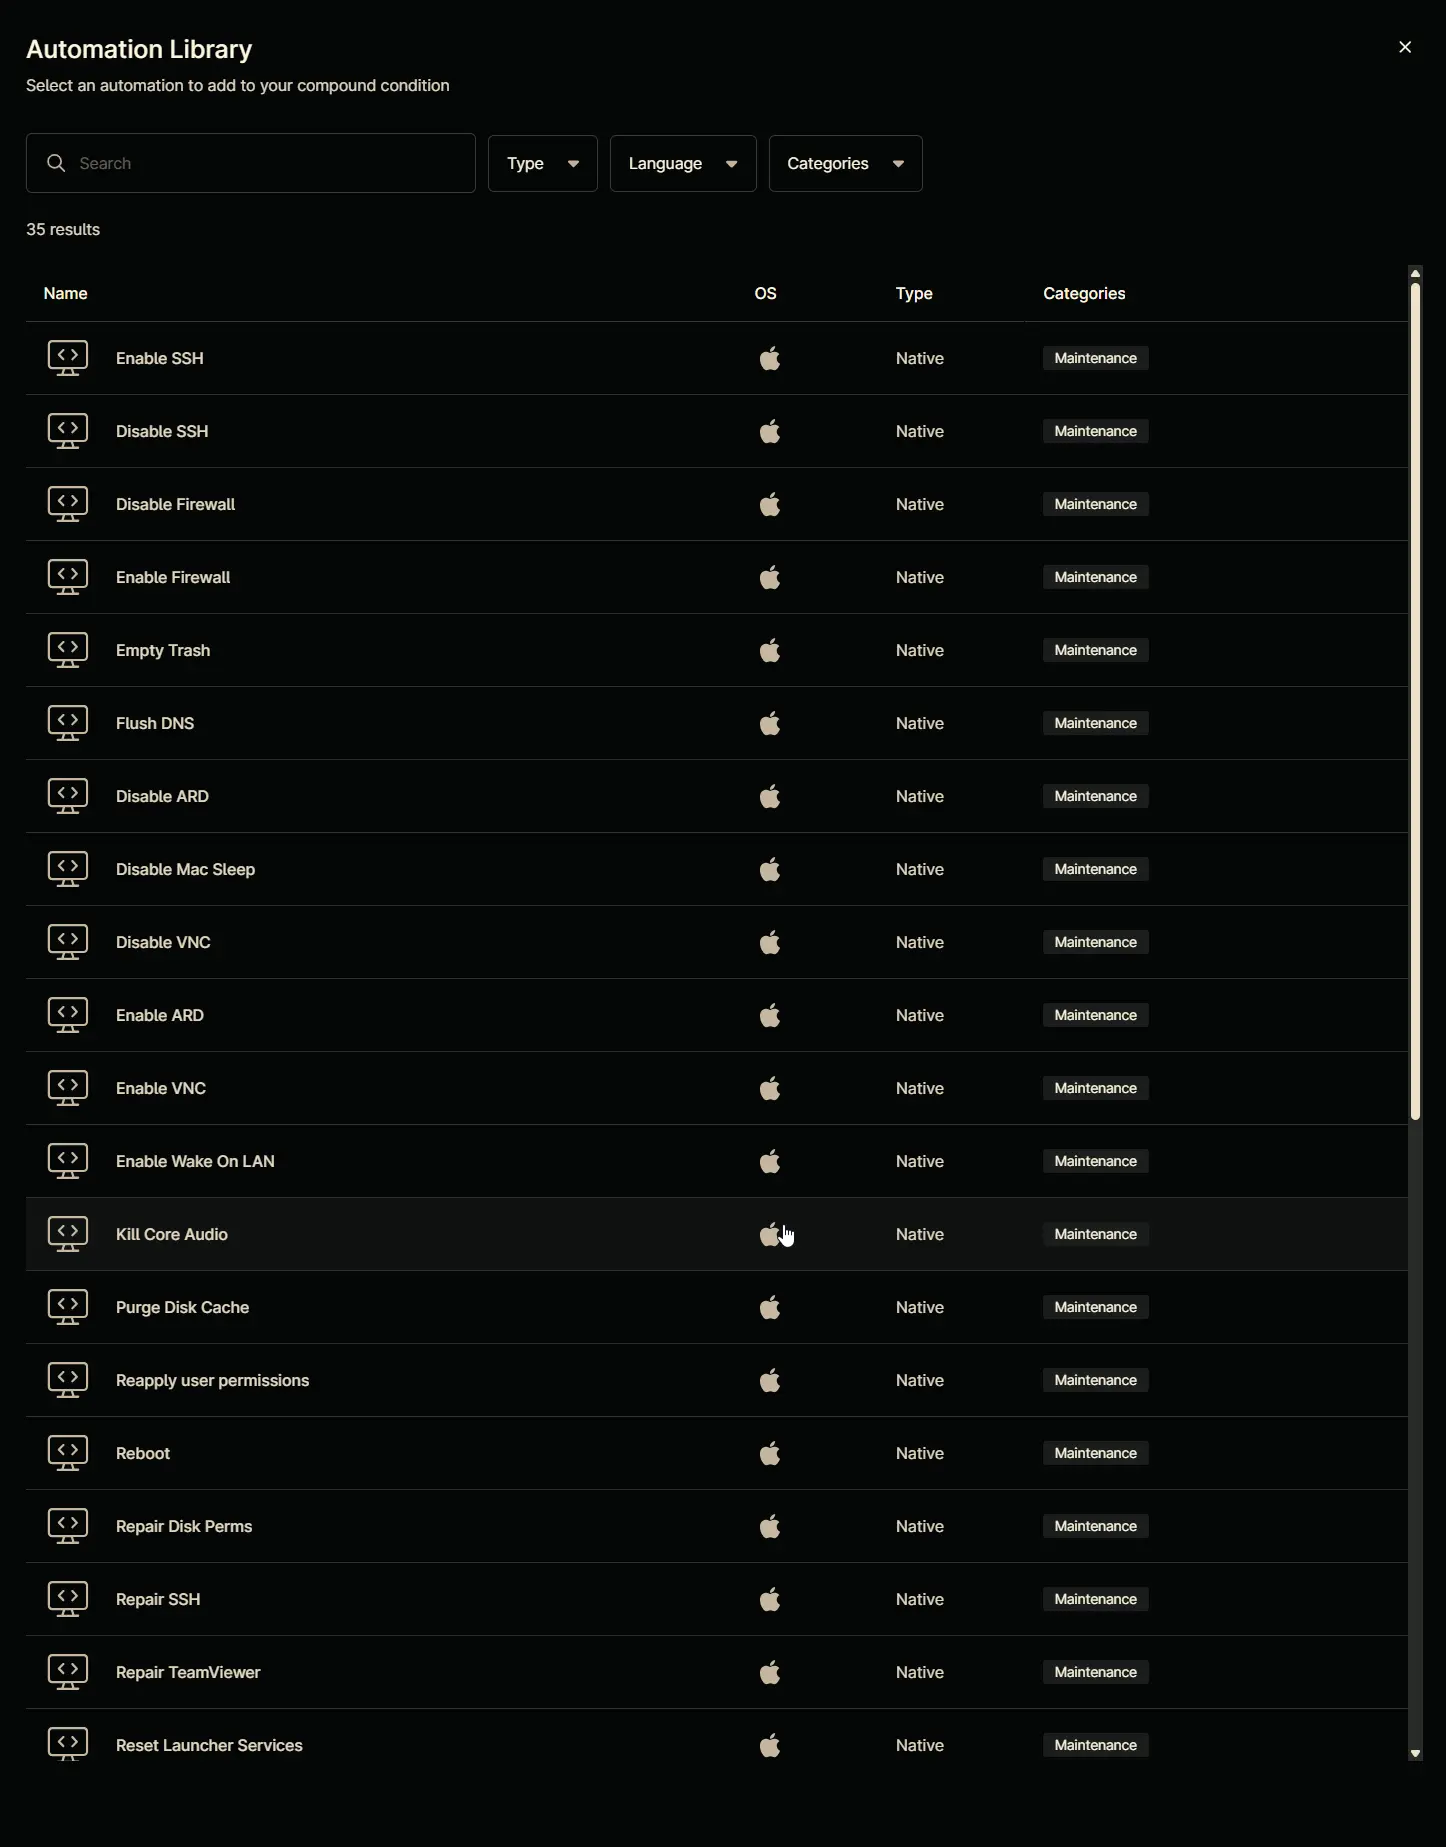 Automation Library
Select an automation to add to your compound condition
Search
Type
Language
Categories
35 results
Name OS Type Categories
Enable SSH Native Maintenance
Disable SSH Native Maintenance
Disable Firewall Native Maintenance
Enable Firewall Native Maintenance
Empty Trash Native Maintenance
Flush DNS Native Maintenance
Disable ARD Native Maintenance
Disable Mac Sleep Native Maintenance
Disable VNC Native Maintenance
Enable ARD Native Maintenance
Enable VNC Native Maintenance
Enable Wake On LAN Native Maintenance
Kill Core Audio Native Maintenance
Purge Disk Cache Native Maintenance
Reapply user permissions Native Maintenance
Reboot Native Maintenance
Repair Disk Perms Native Maintenance
Repair SSH Native Maintenance
Repair TeamViewer Native Maintenance
Reset Launcher Services Native Maintenance